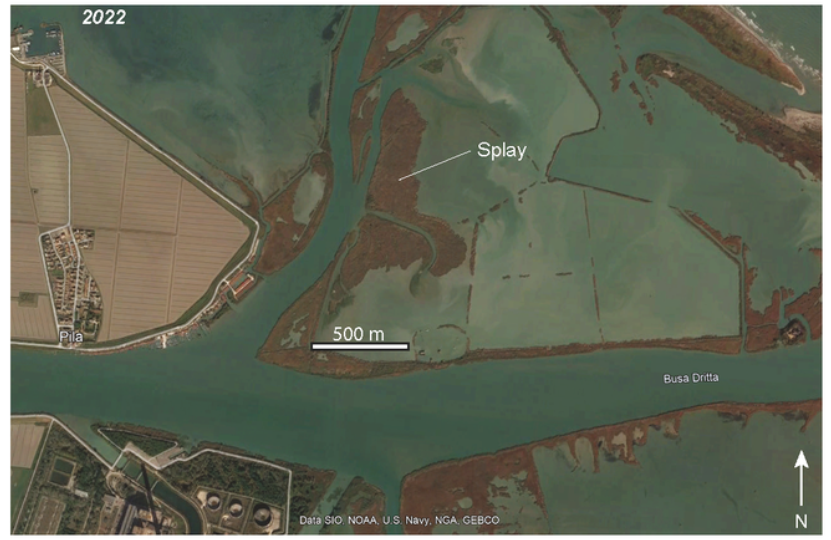 2022
Splay
500 m
Pila
Busa Dritta
Data SIO, NOAA, U.S. Navy, NGA, GEBCO
N